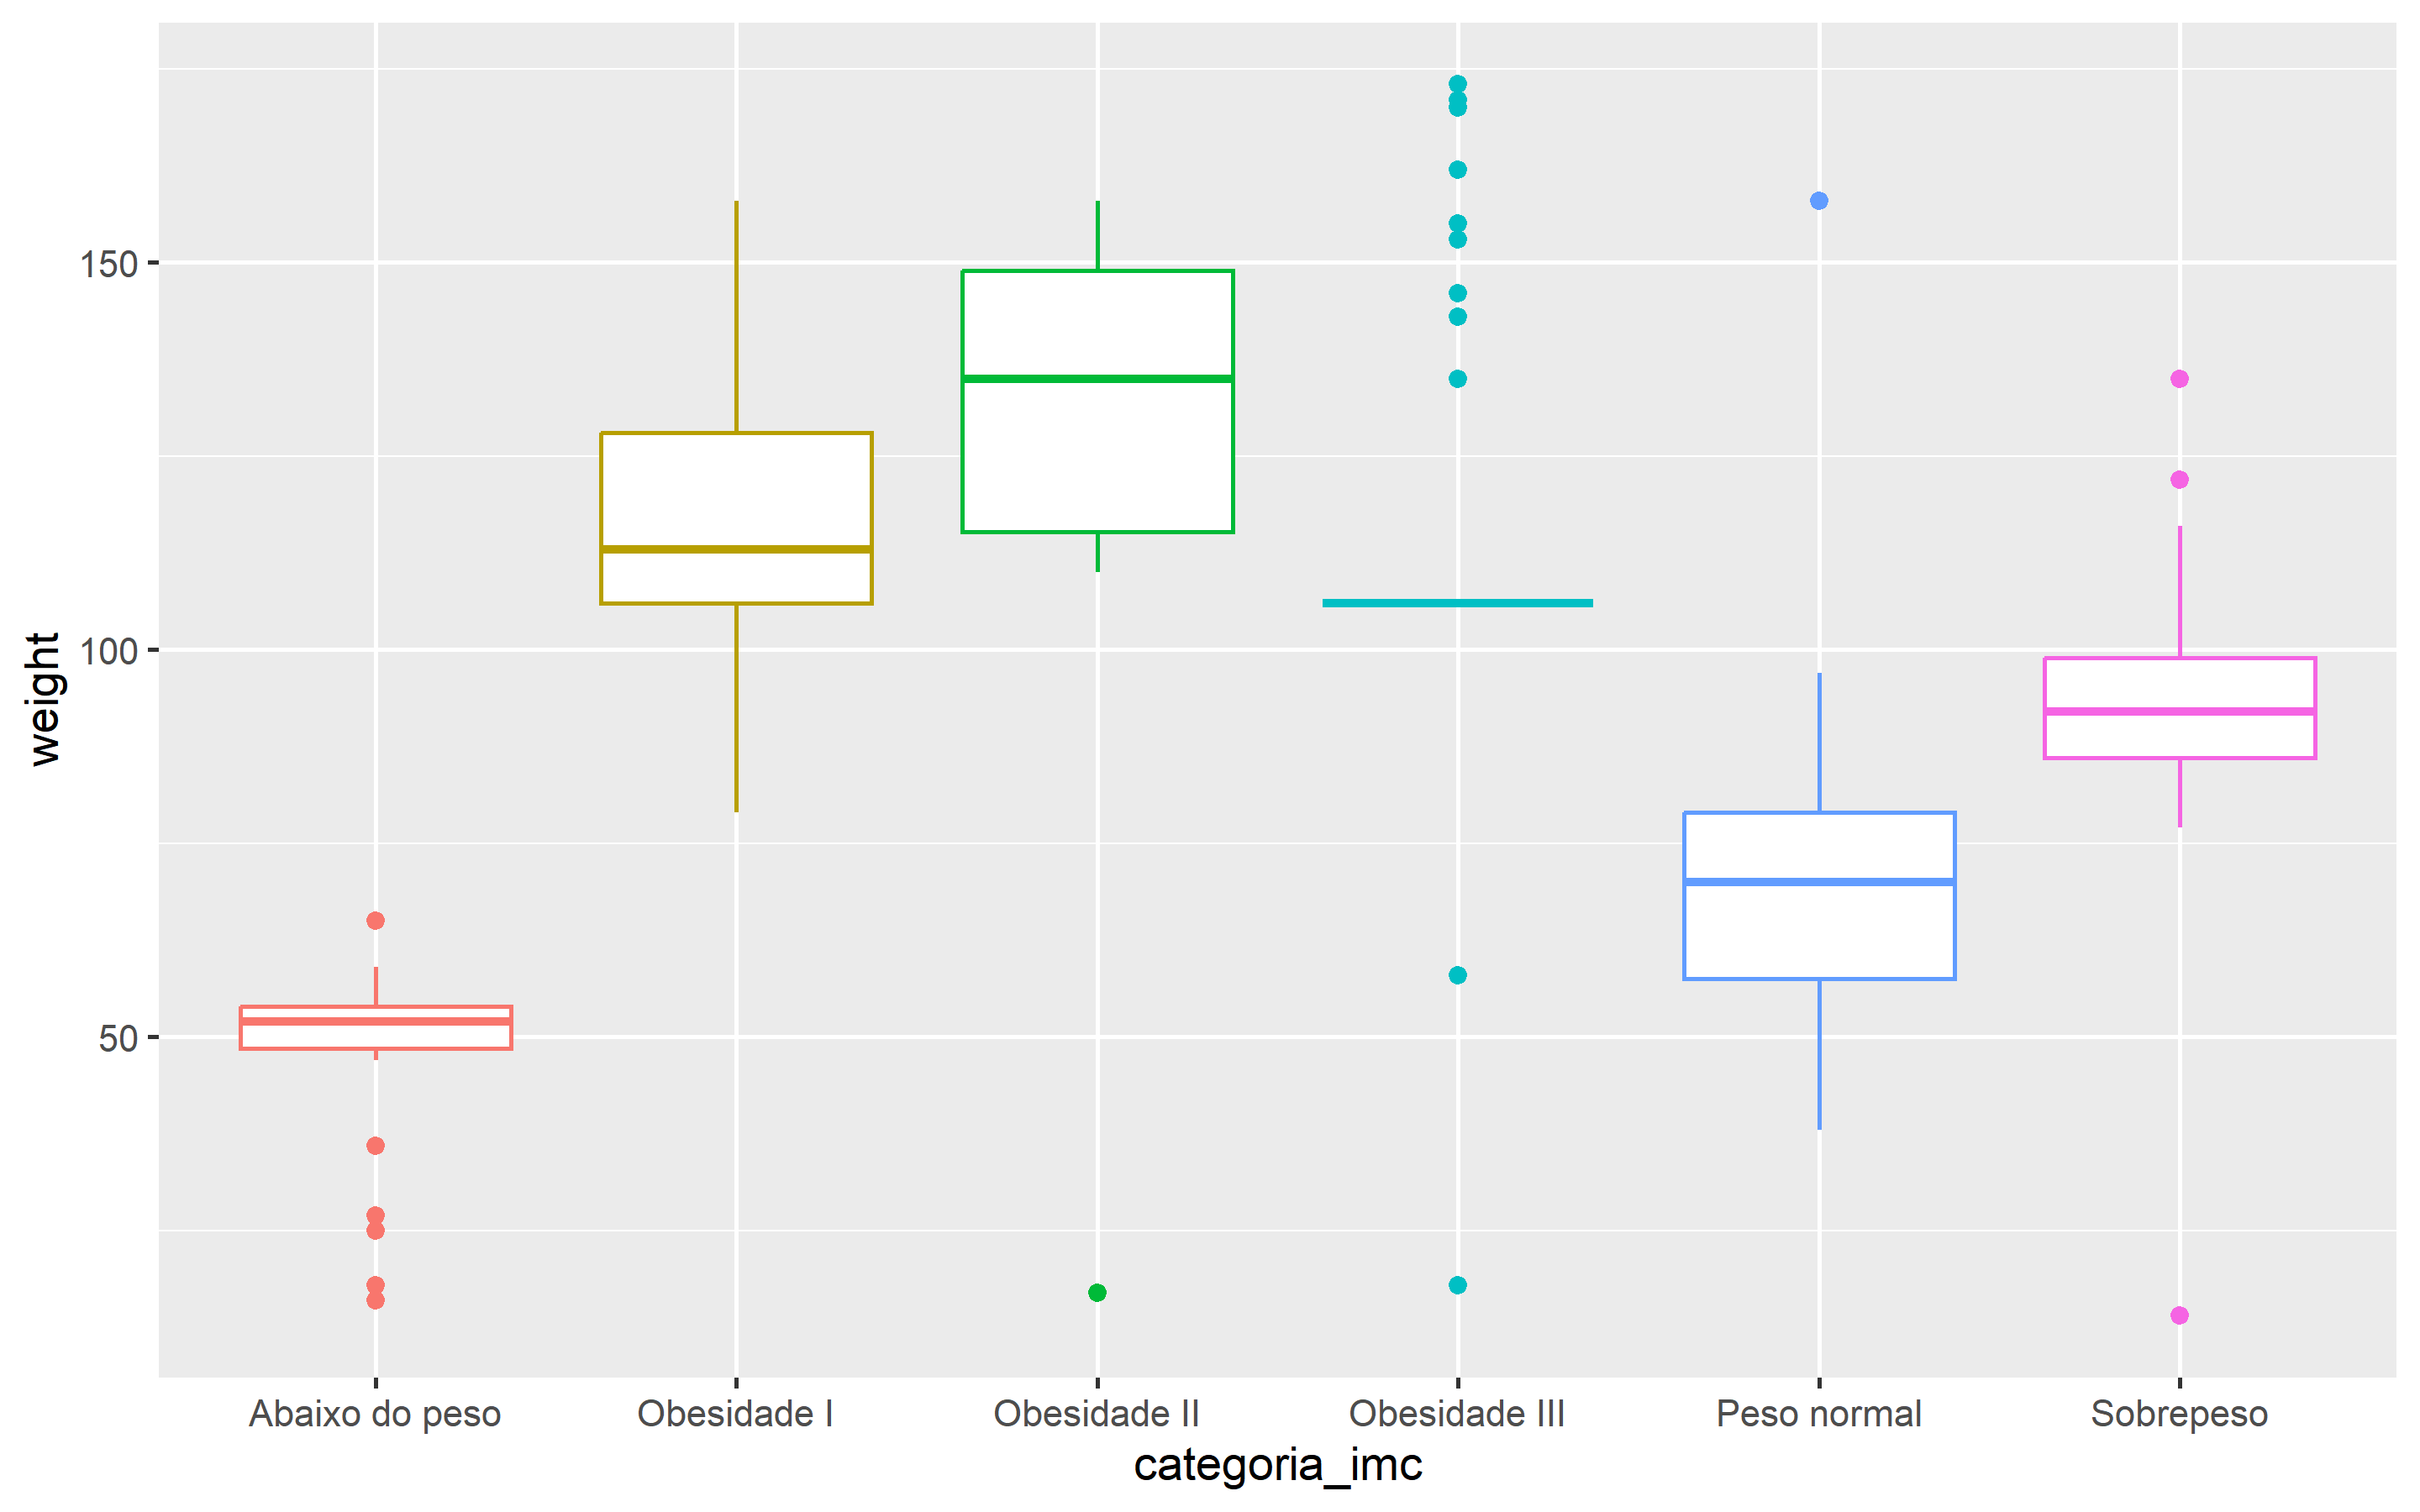 weight
150
100
50
Abaixo do peso
Obesidade I
Obesidade II
Obesidade III
Peso normal
Sobrepeso
categoria_imc